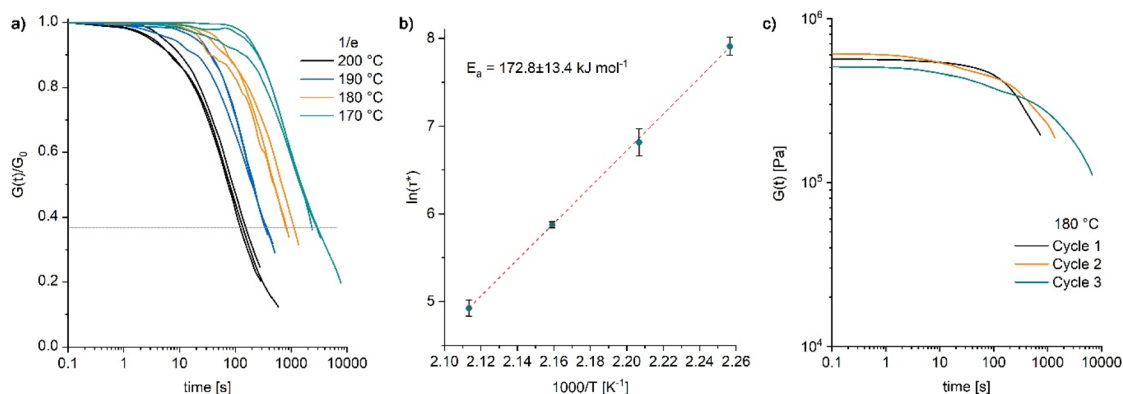 a)
G(t)/G₀
1.0
0.8
0.6
0.4
0.2
0.0
1/e
200 °C
190 °C
180 °C
170 °C
0.1 1 10 100 1000 10000
time [s]
b)
ln(τ*)
8
7
6
5
Eₐ = 172.8±13.4 kJ mol⁻¹
2.10 2.12 2.14 2.16 2.18 2.20 2.22 2.24 2.26
1000/T [K⁻¹]
c)
G(t) [Pa]
10⁶
10⁵
10⁴
180 °C
Cycle 1
Cycle 2
Cycle 3
0.1 1 10 100 1000 10000
time [s]